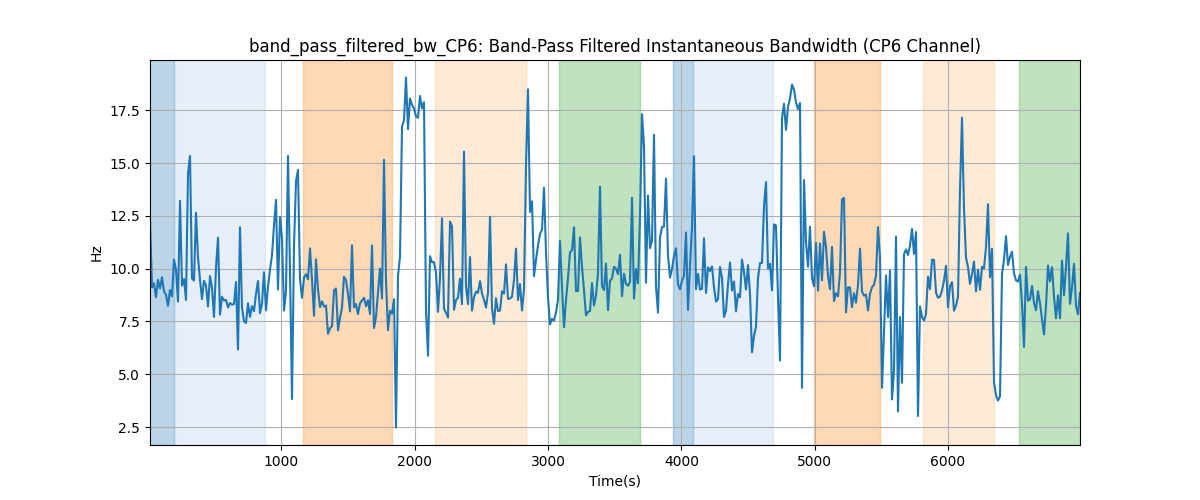 band_pass_filtered_bw_CP6: Band-Pass Filtered Instantaneous Bandwidth (CP6 Channel)
17.5
15.0
12.5
10.0
7.5
5.0
2.5
Hz
1000 2000 3000 4000 5000 6000
Time(s)